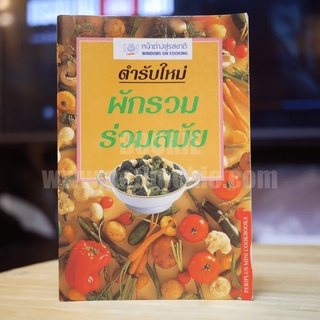 หน้าต่างสู่รสชาติ
WINDOWS ON COOKING
ตำรับใหม่
ผักรวม
ร่วมสมัย
PERIPLUS MINI COOKBOOKS